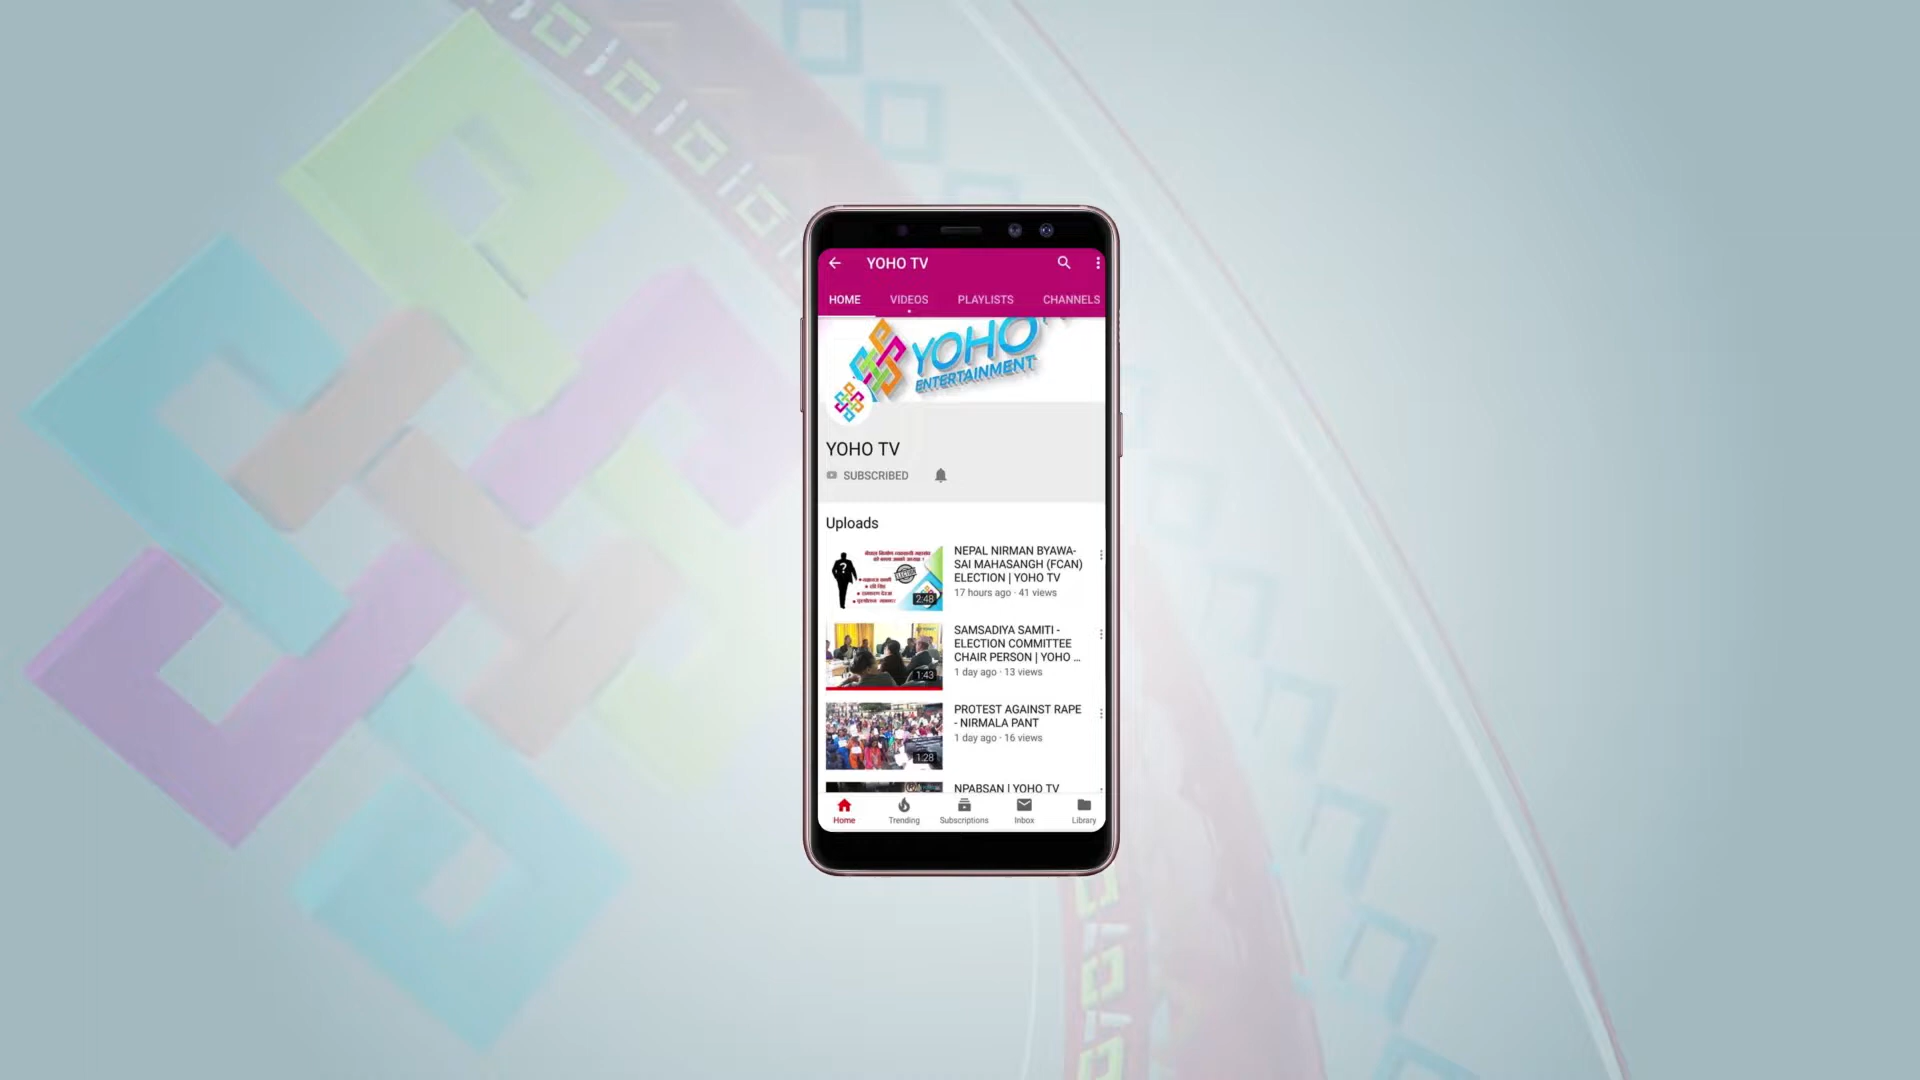 YOHO TV
HOME VIDEOS PLAYLISTS CHANNELS
YOHO
ENTERTAINMENT
YOHO TV
SUBSCRIBED
Uploads
NEPAL NIRMAN BYAWA-
SAI MAHASANGH (FCAN)
ELECTION | YOHO TV
17 hours ago · 41 views
?
2:48
SAMSADIYA SAMITI -
ELECTION COMMITTEE
CHAIR PERSON | YOHO ...
1 day ago · 13 views
1:43
PROTEST AGAINST RAPE
- NIRMALA PANT
1 day ago · 16 views
1:28
NPABSAN | YOHO TV
Home Trending Subscriptions Inbox Library